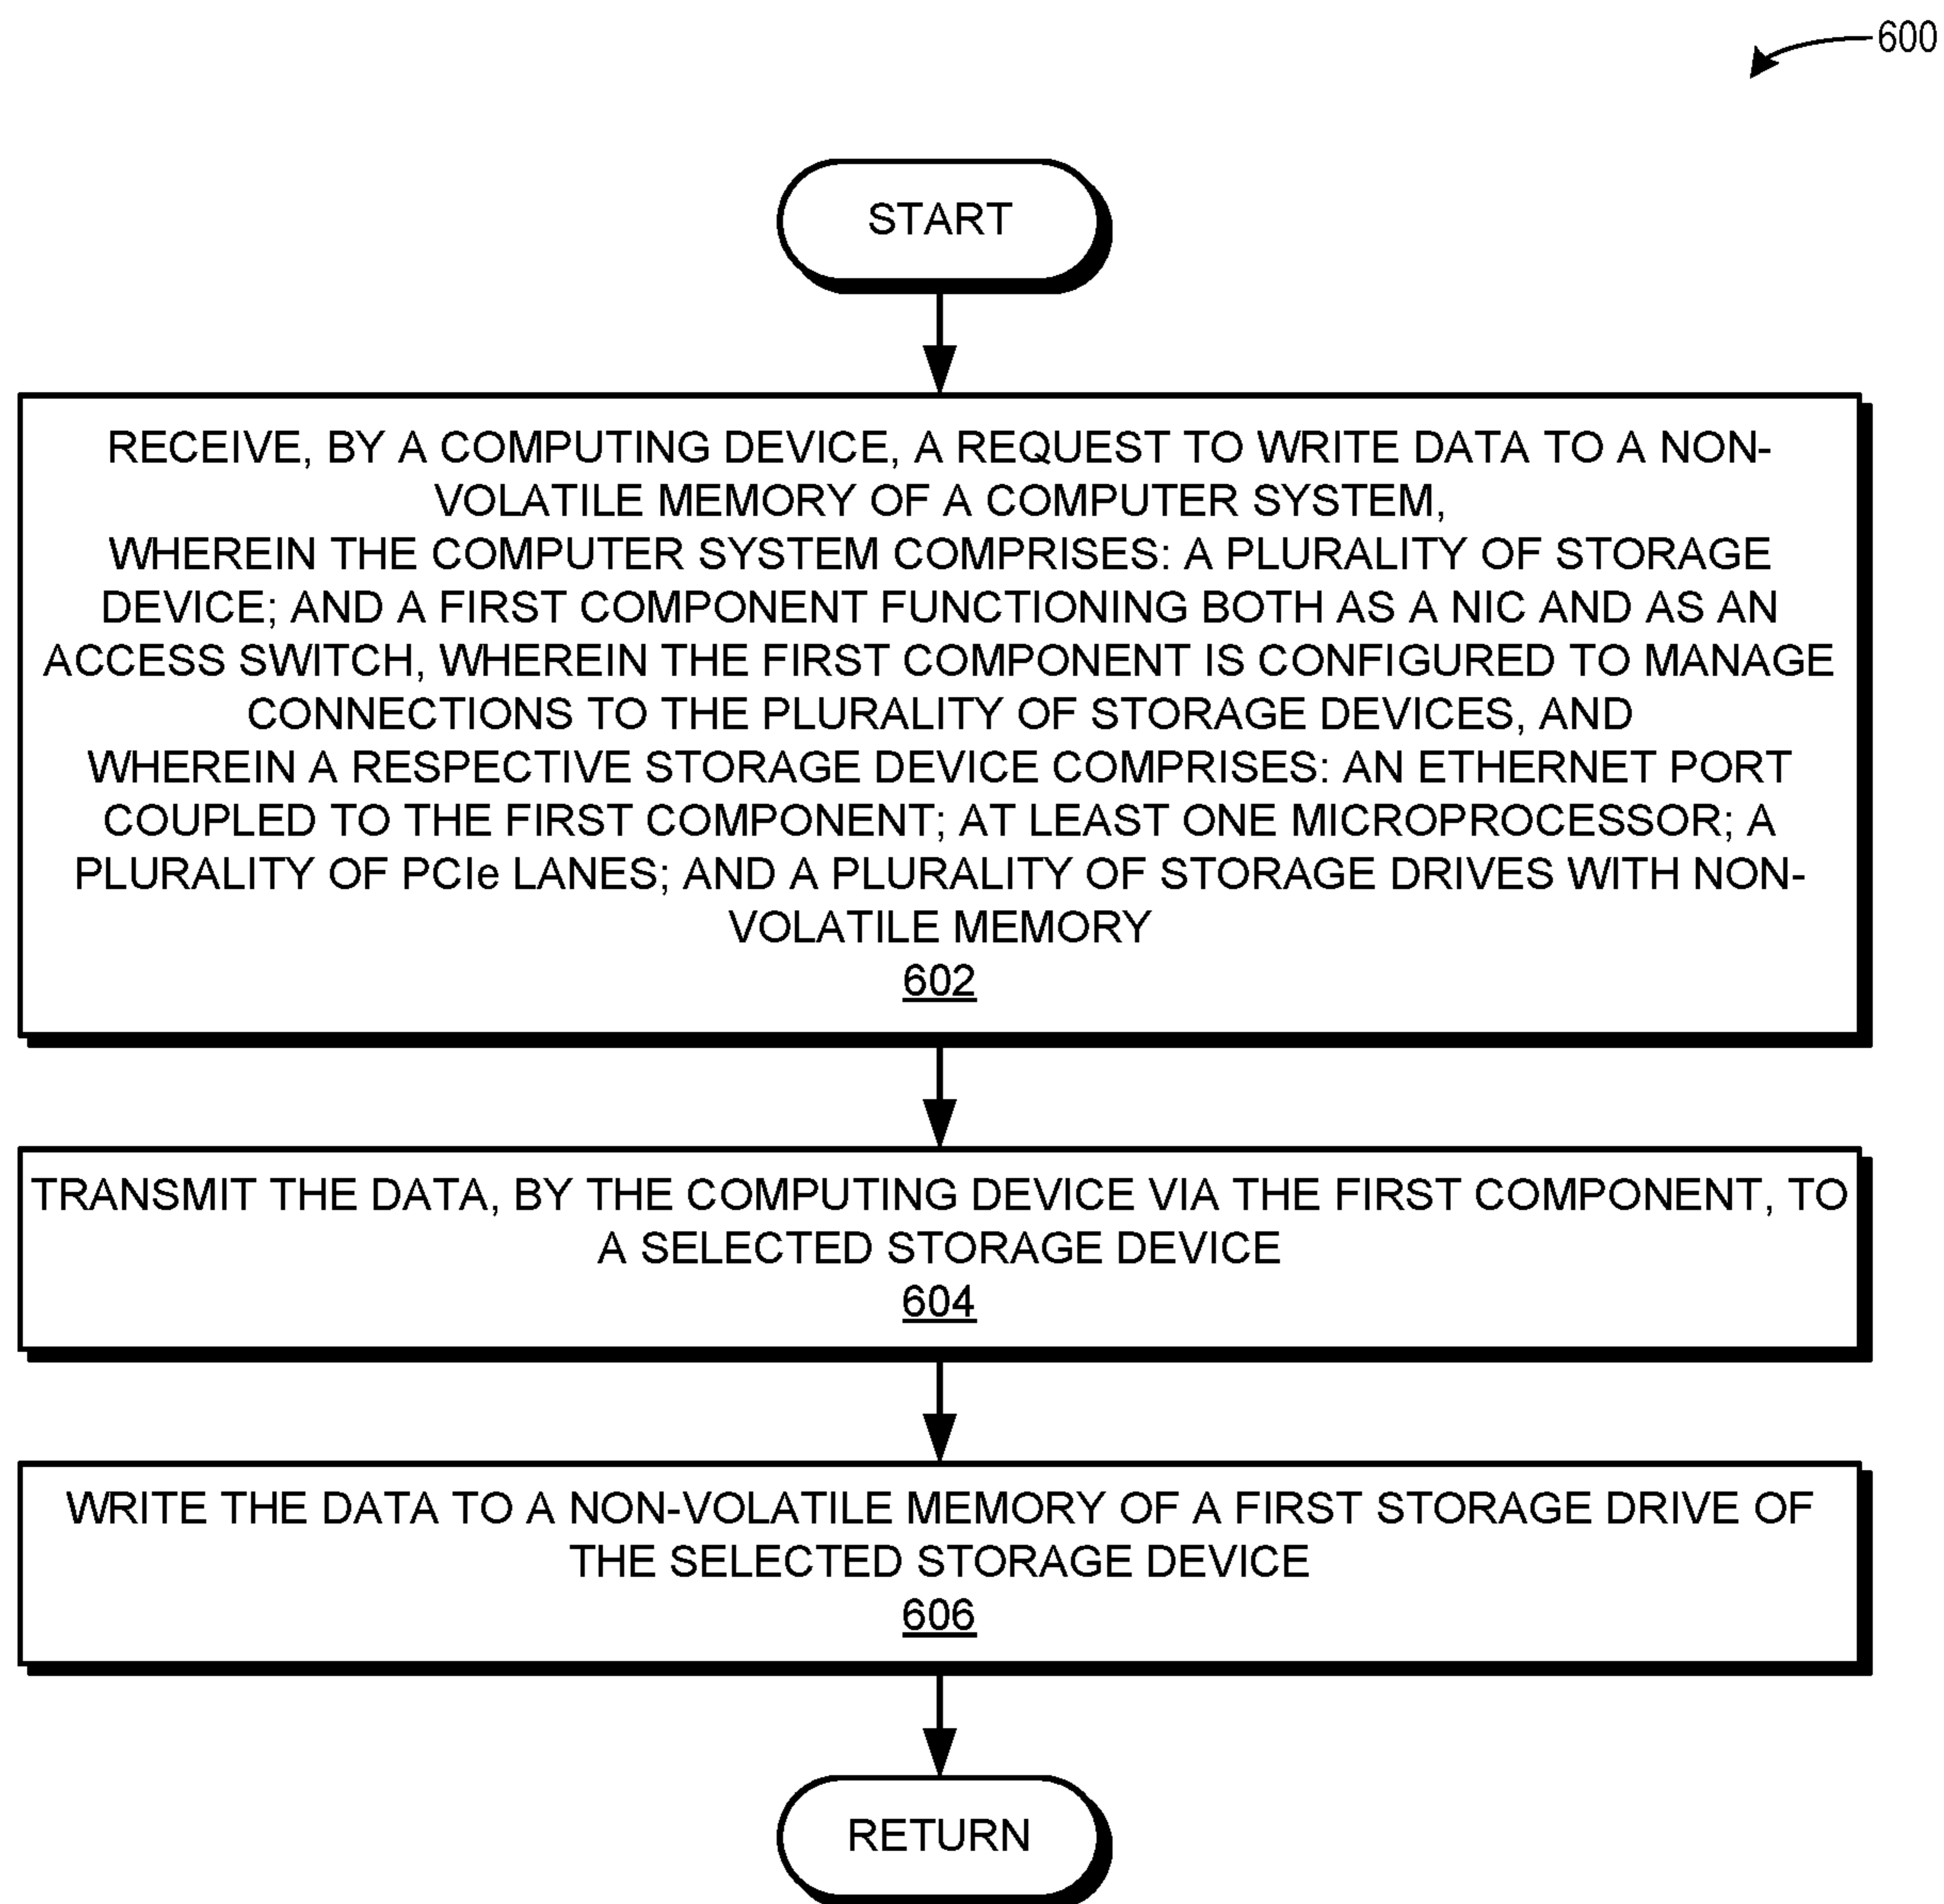 600
START
RECEIVE, BY A COMPUTING DEVICE, A REQUEST TO WRITE DATA TO A NON-
VOLATILE MEMORY OF A COMPUTER SYSTEM,
WHEREIN THE COMPUTER SYSTEM COMPRISES: A PLURALITY OF STORAGE
DEVICE; AND A FIRST COMPONENT FUNCTIONING BOTH AS A NIC AND AS AN
ACCESS SWITCH, WHEREIN THE FIRST COMPONENT IS CONFIGURED TO MANAGE
CONNECTIONS TO THE PLURALITY OF STORAGE DEVICES, AND
WHEREIN A RESPECTIVE STORAGE DEVICE COMPRISES: AN ETHERNET PORT
COUPLED TO THE FIRST COMPONENT; AT LEAST ONE MICROPROCESSOR; A
PLURALITY OF PCIe LANES; AND A PLURALITY OF STORAGE DRIVES WITH NON-
VOLATILE MEMORY
602
TRANSMIT THE DATA, BY THE COMPUTING DEVICE VIA THE FIRST COMPONENT, TO
A SELECTED STORAGE DEVICE
604
WRITE THE DATA TO A NON-VOLATILE MEMORY OF A FIRST STORAGE DRIVE OF
THE SELECTED STORAGE DEVICE
606
RETURN